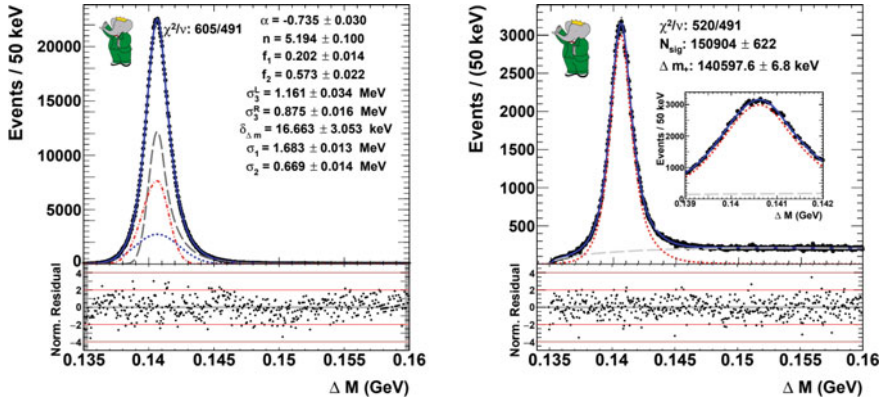 χ²/ν: 605/491
α = -0.735 ± 0.030
n = 5.194 ± 0.100
f₁ = 0.202 ± 0.014
f₂ = 0.573 ± 0.022
σ₃ᴸ = 1.161 ± 0.034 MeV
σ₃ᴿ = 0.875 ± 0.016 MeV
δ_Δm = 16.663 ± 3.053 keV
σ₁ = 1.683 ± 0.013 MeV
σ₂ = 0.669 ± 0.014 MeV
Events / 50 keV
20000
15000
10000
5000
0
Norm. Residual
4
2
0
-2
-4
0.135 0.14 0.145 0.15 0.155 0.16
Δ M (GeV)
χ²/ν: 520/491
N_sig: 150904 ± 622
Δ m₊: 140597.6 ± 6.8 keV
Events / (50 keV)
3500
3000
2500
2000
1500
1000
500
Events / 50 keV
3000
2000
1000
0
0.139 0.14 0.141 0.142
Δ M (GeV)
Norm. Residual
4
2
0
-2
-4
0.135 0.14 0.145 0.15 0.155 0.16
Δ M (GeV)